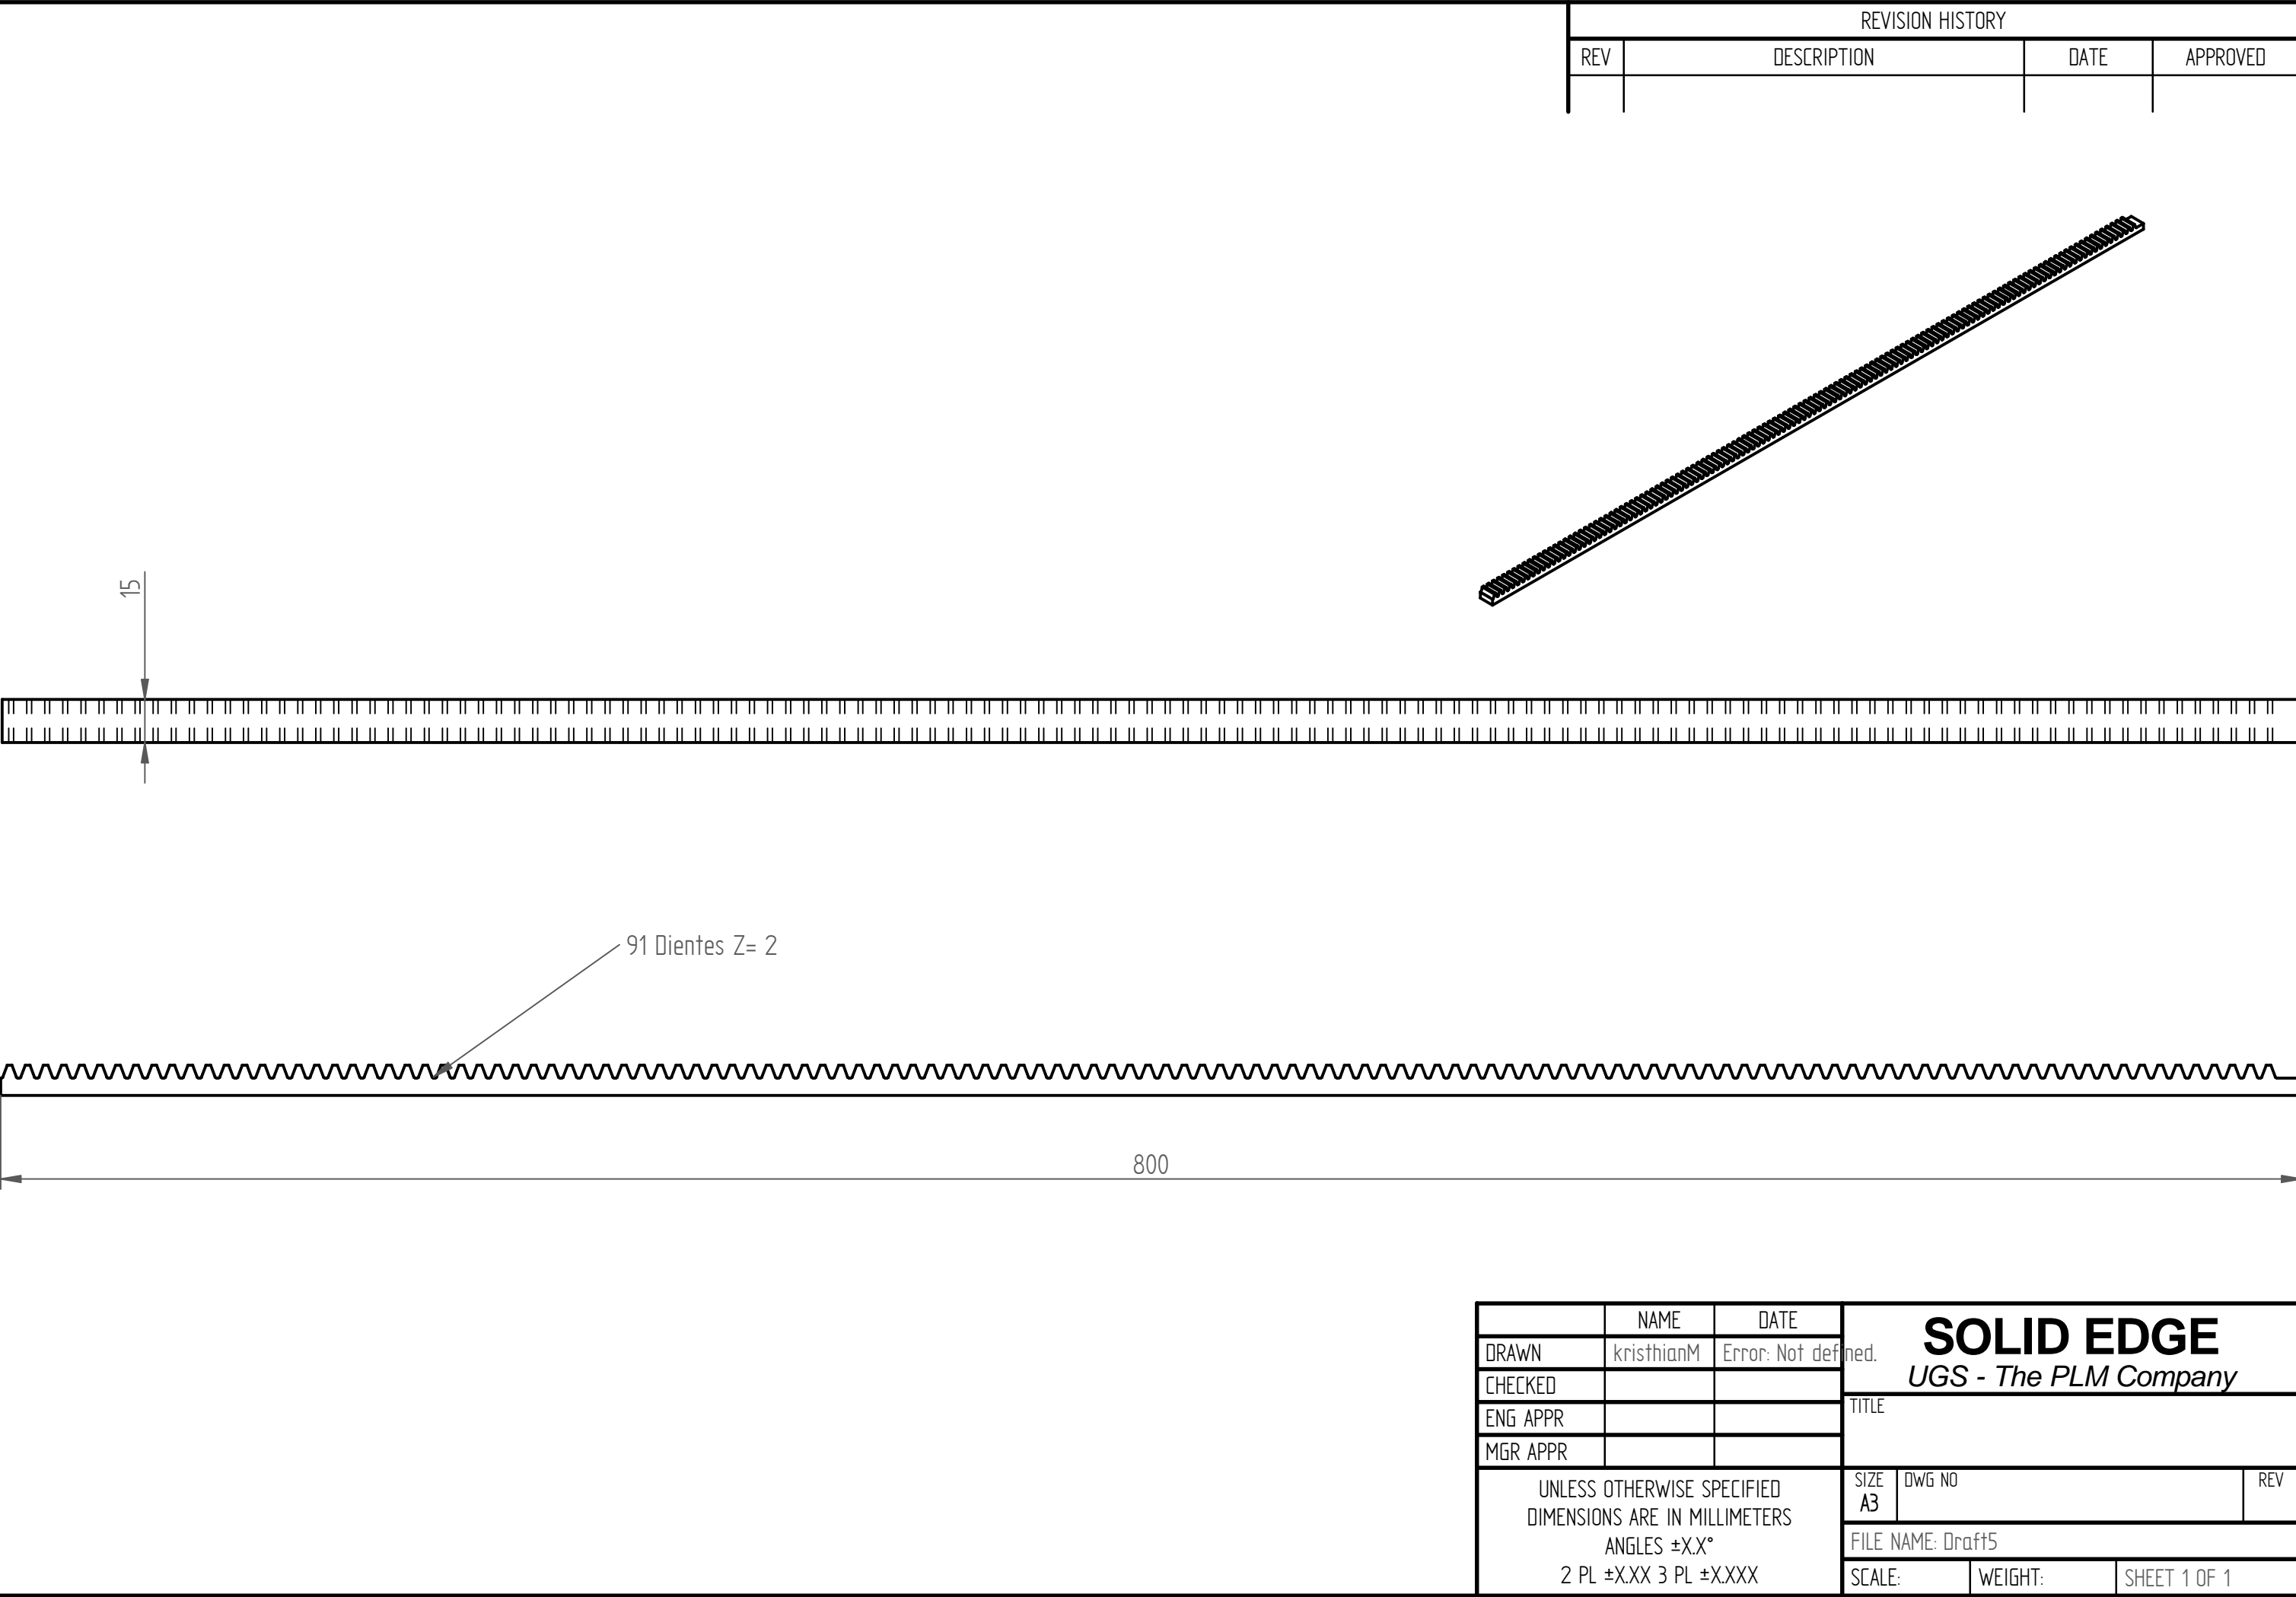 REVISION HISTORY
REV DESCRIPTION DATE APPROVED
15
91 Dientes Z= 2
800
NAME DATE
DRAWN kristhianM Error: Not defined.
CHECKED
ENG APPR
MGR APPR
SOLID EDGE
UGS - The PLM Company
TITLE
UNLESS OTHERWISE SPECIFIED
DIMENSIONS ARE IN MILLIMETERS
ANGLES ±X.X°
2 PL ±X.XX 3 PL ±X.XXX
SIZE DWG NO REV
A3
FILE NAME: Draft5
SCALE: WEIGHT: SHEET 1 OF 1